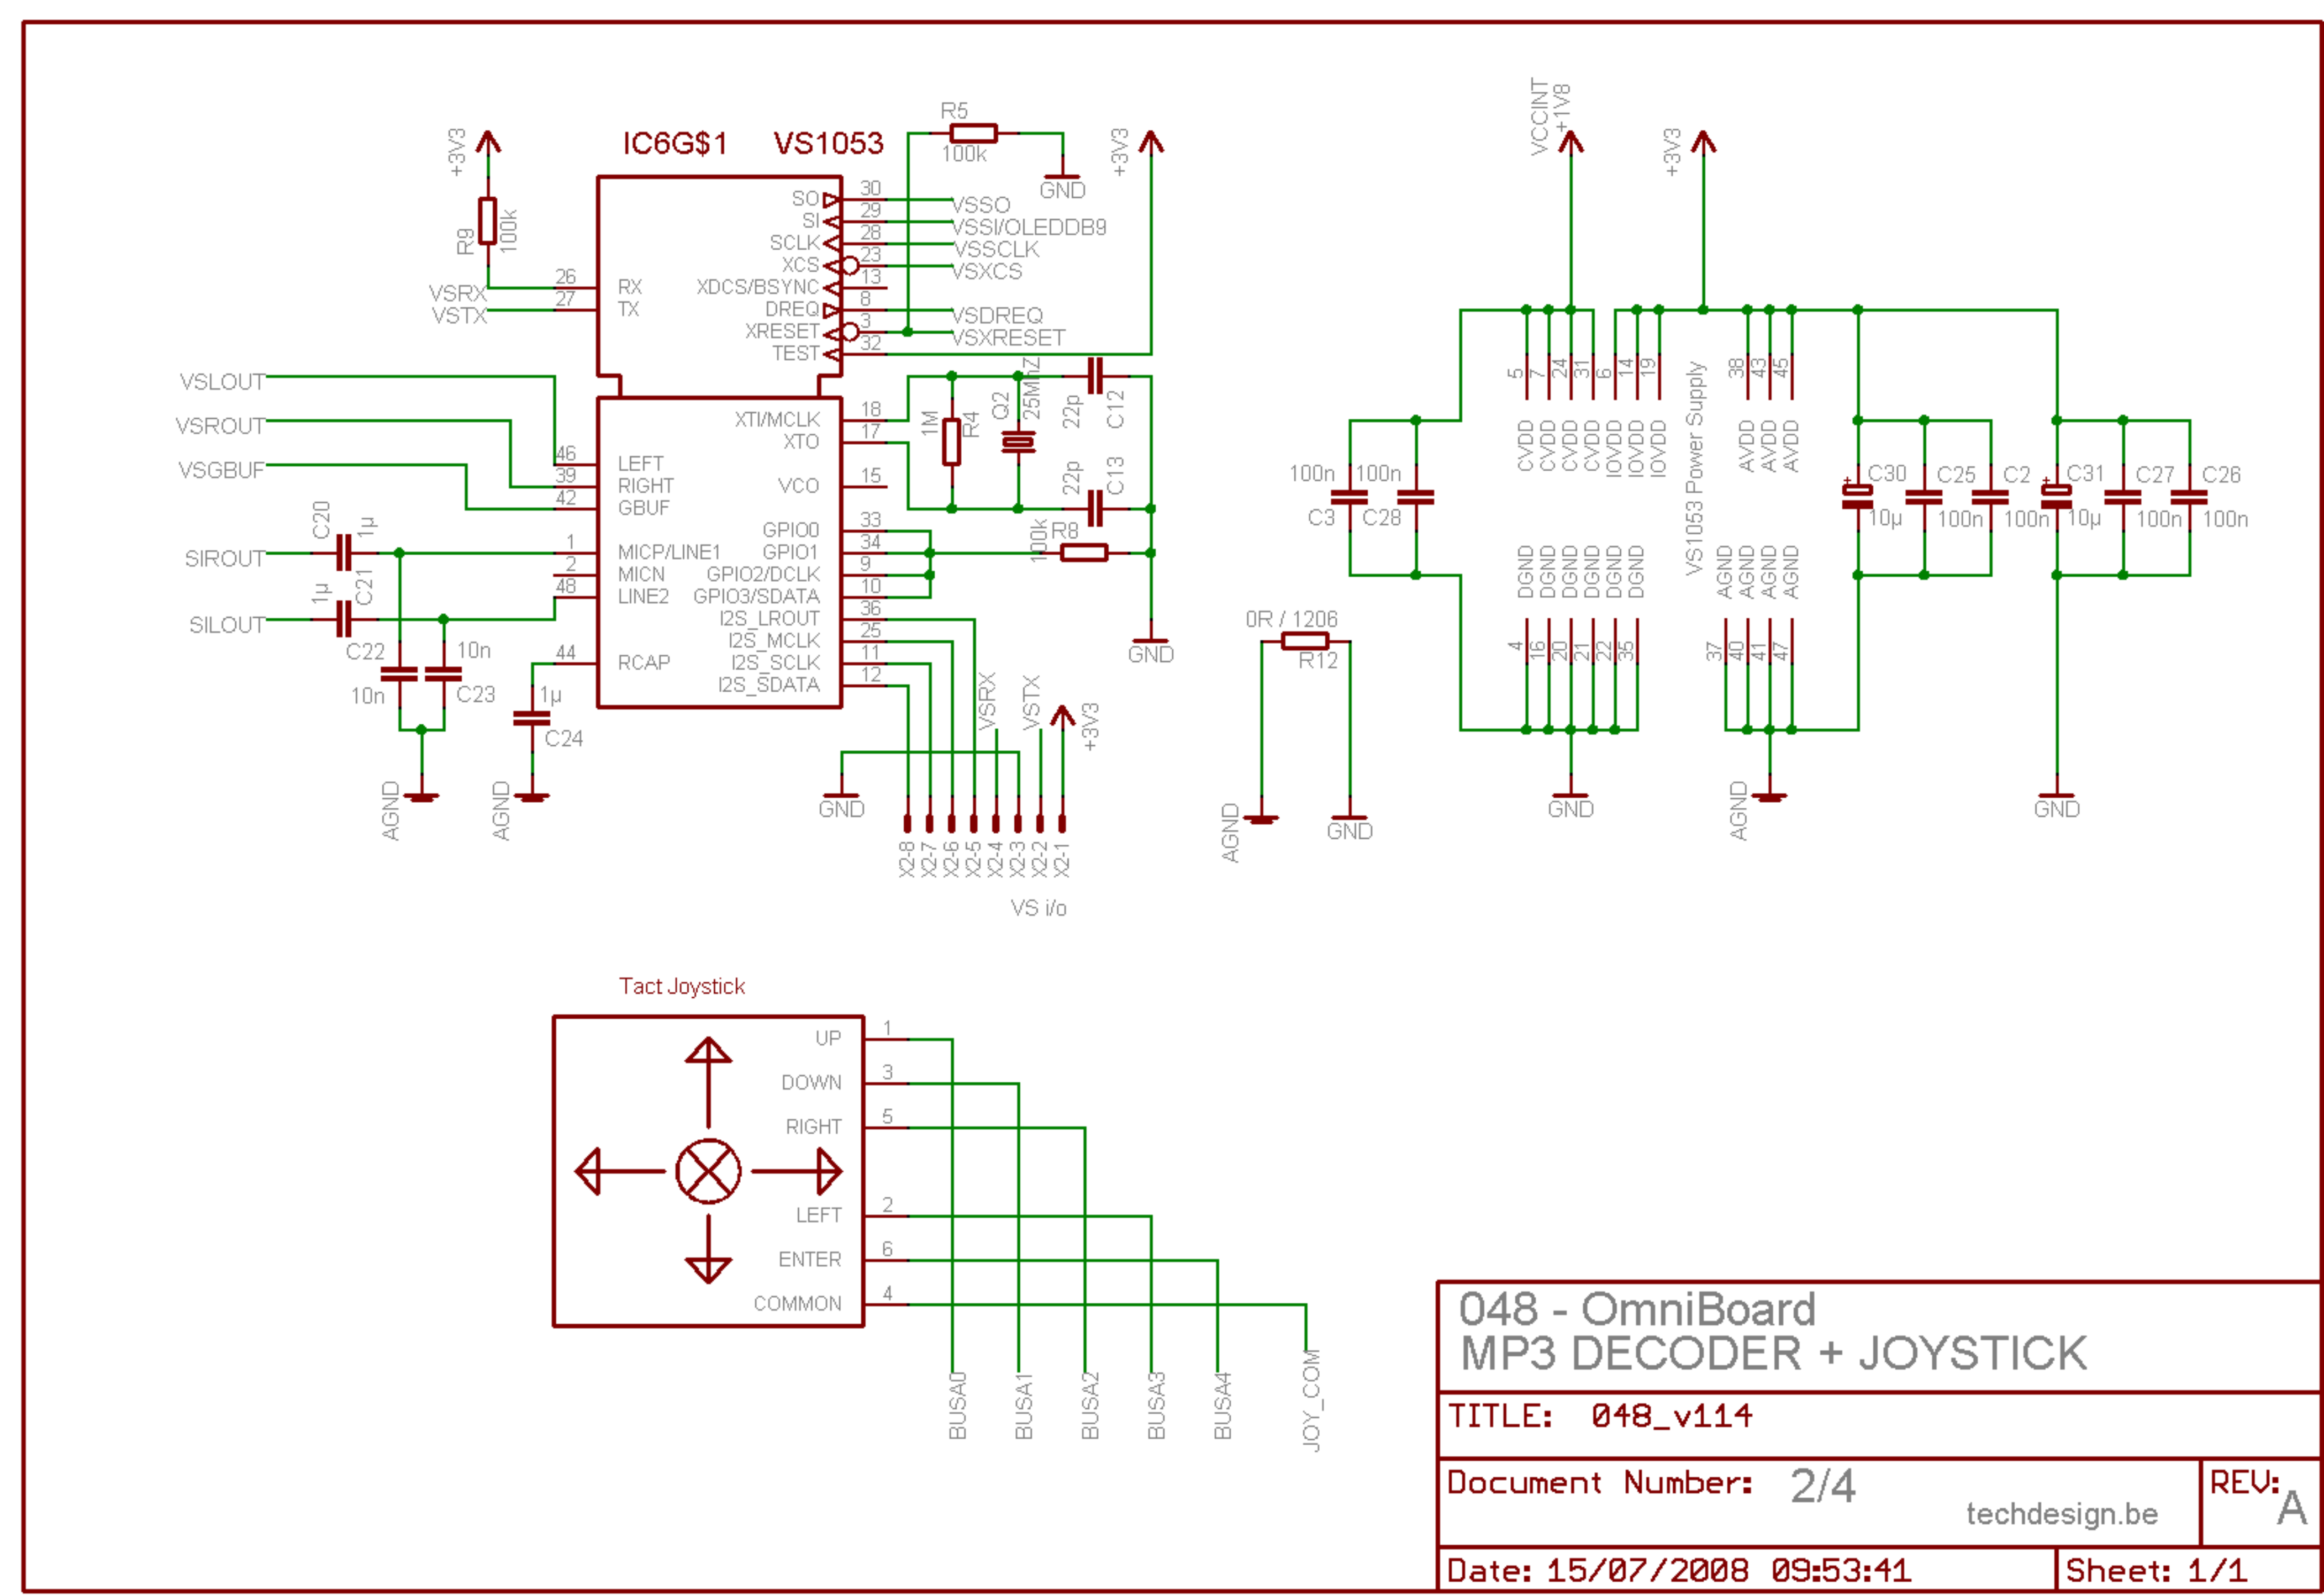 IC6G$1 VS1053
+3V3
R9
100k
VSRX
VSTX
26
27
RX
TX
SO
SI
SCLK
XCS
XDCS/BSYNC
DREQ
XRESET
TEST
30
29
28
23
13
8
3
32
VSSO
VSSI/OLEDDB9
VSSCLK
VSXCS
VSDREQ
VSXRESET
R5
100k
GND
+3V3
VSLOUT
VSROUT
VSGBUF
SIROUT
SILOUT
C20
1µ
1µ
C21
C22
10n
10n
C23
AGND
1µ
C24
AGND
46
39
42
1
2
48
44
LEFT
RIGHT
GBUF
MICP/LINE1
MICN
LINE2
RCAP
XTI/MCLK
XTO
VCO
GPIO0
GPIO1
GPIO2/DCLK
GPIO3/SDATA
I2S_LROUT
I2S_MCLK
I2S_SCLK
I2S_SDATA
18
17
15
33
34
9
10
36
25
11
12
1M
R4
Q2
25MhZ
22p
C12
22p
C13
100k
R8
GND
VSRX
VSTX
+3V3
GND
X2-8
X2-7
X2-6
X2-5
X2-4
X2-3
X2-2
X2-1
VS i/o
0R / 1206
R12
AGND
GND
VCCINT
+1V8
+3V3
100n 100n
C3 C28
5
7
24
31
6
14
19
38
43
45
CVDD
CVDD
CVDD
CVDD
IOVDD
IOVDD
IOVDD
AVDD
AVDD
AVDD
VS1053 Power Supply
DGND
DGND
DGND
DGND
DGND
DGND
AGND
AGND
AGND
AGND
4
16
20
21
22
35
37
40
41
47
GND
AGND
+
C30
10µ
C25
100n
C2
100n
+
C31
10µ
C27
100n
C26
100n
GND
Tact Joystick
UP 1
DOWN 3
RIGHT 5
LEFT 2
ENTER 6
COMMON 4
BUSA0
BUSA1
BUSA2
BUSA3
BUSA4
JOY_COM
048 - OmniBoard
MP3 DECODER + JOYSTICK
TITLE: 048_v114
Document Number: 2/4
techdesign.be
REV: A
Date: 15/07/2008 09:53:41
Sheet: 1/1